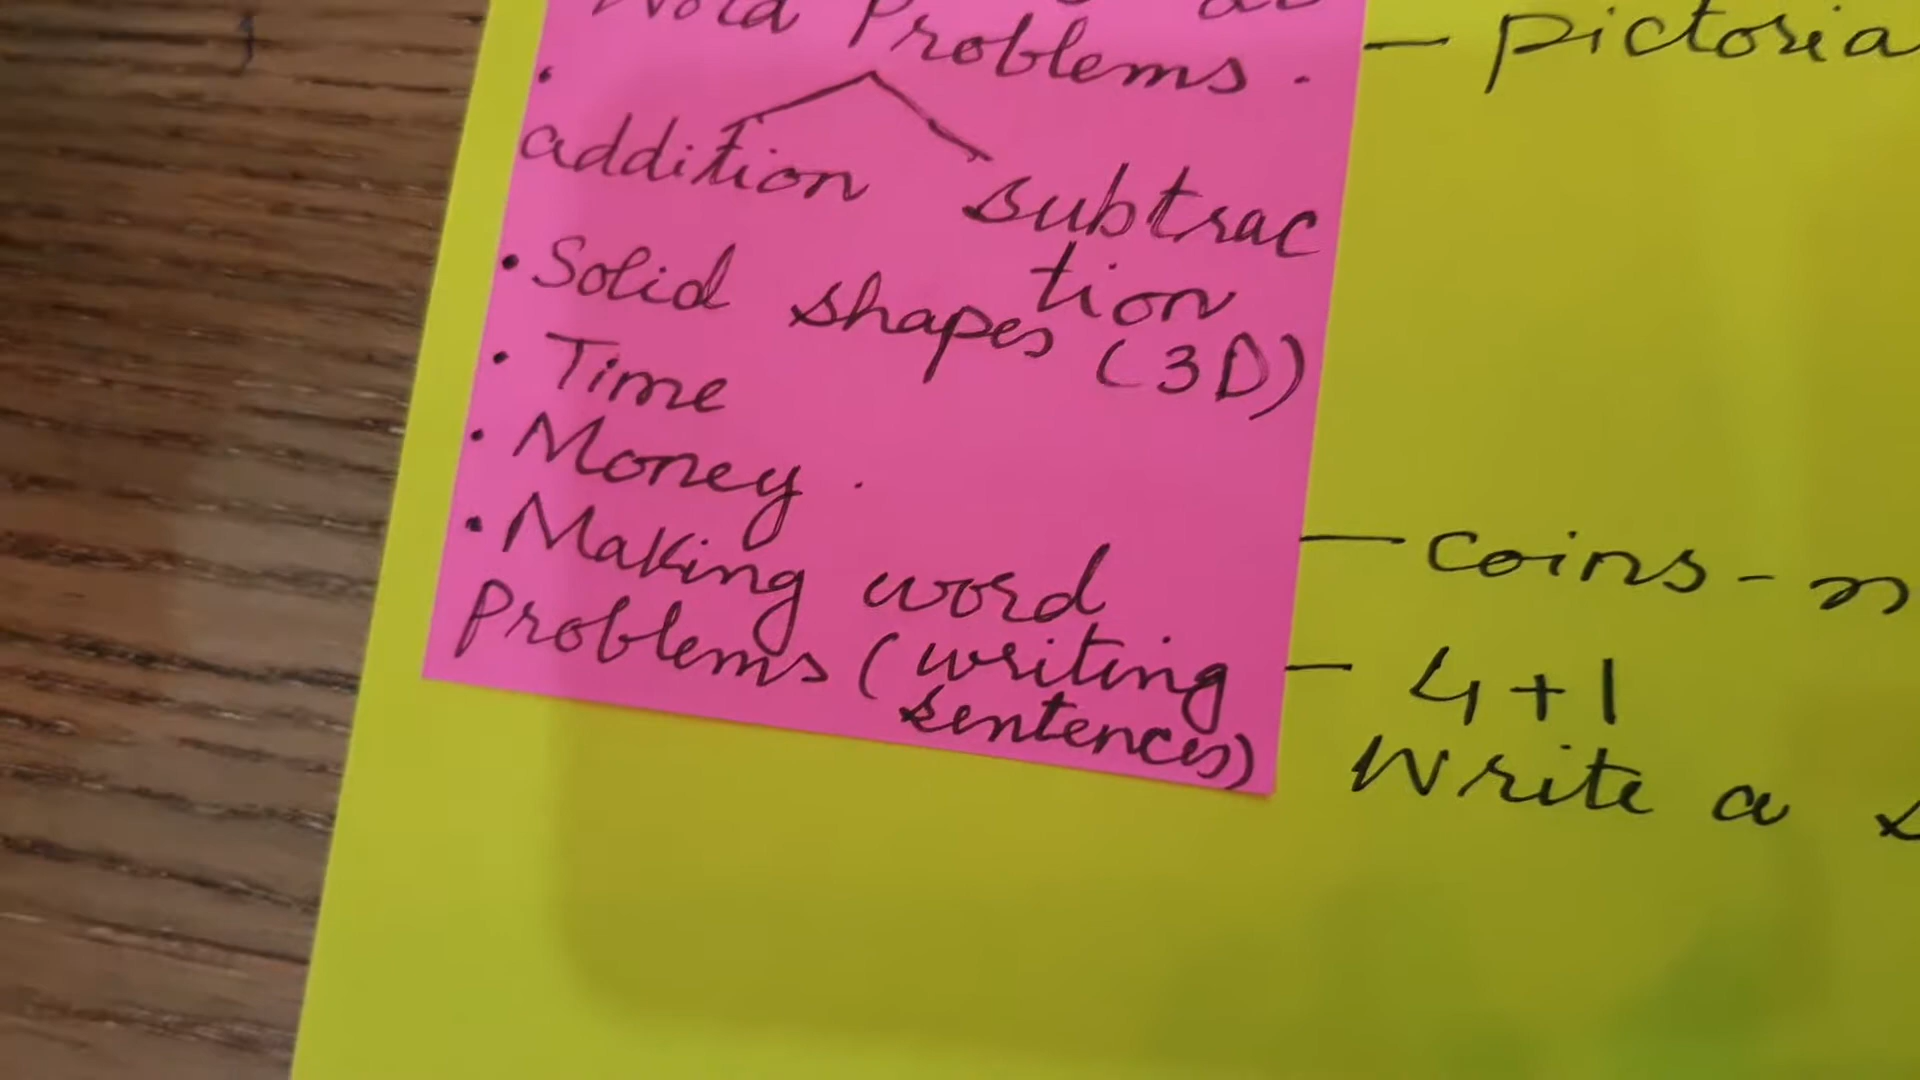 Word Problems.
— pictoria
addition subtrac
tion
• Solid shapes (3D)
• Time
• Money.
• Making word
— coins -
Problems (writing
sentences)
— 4+1
Write a s